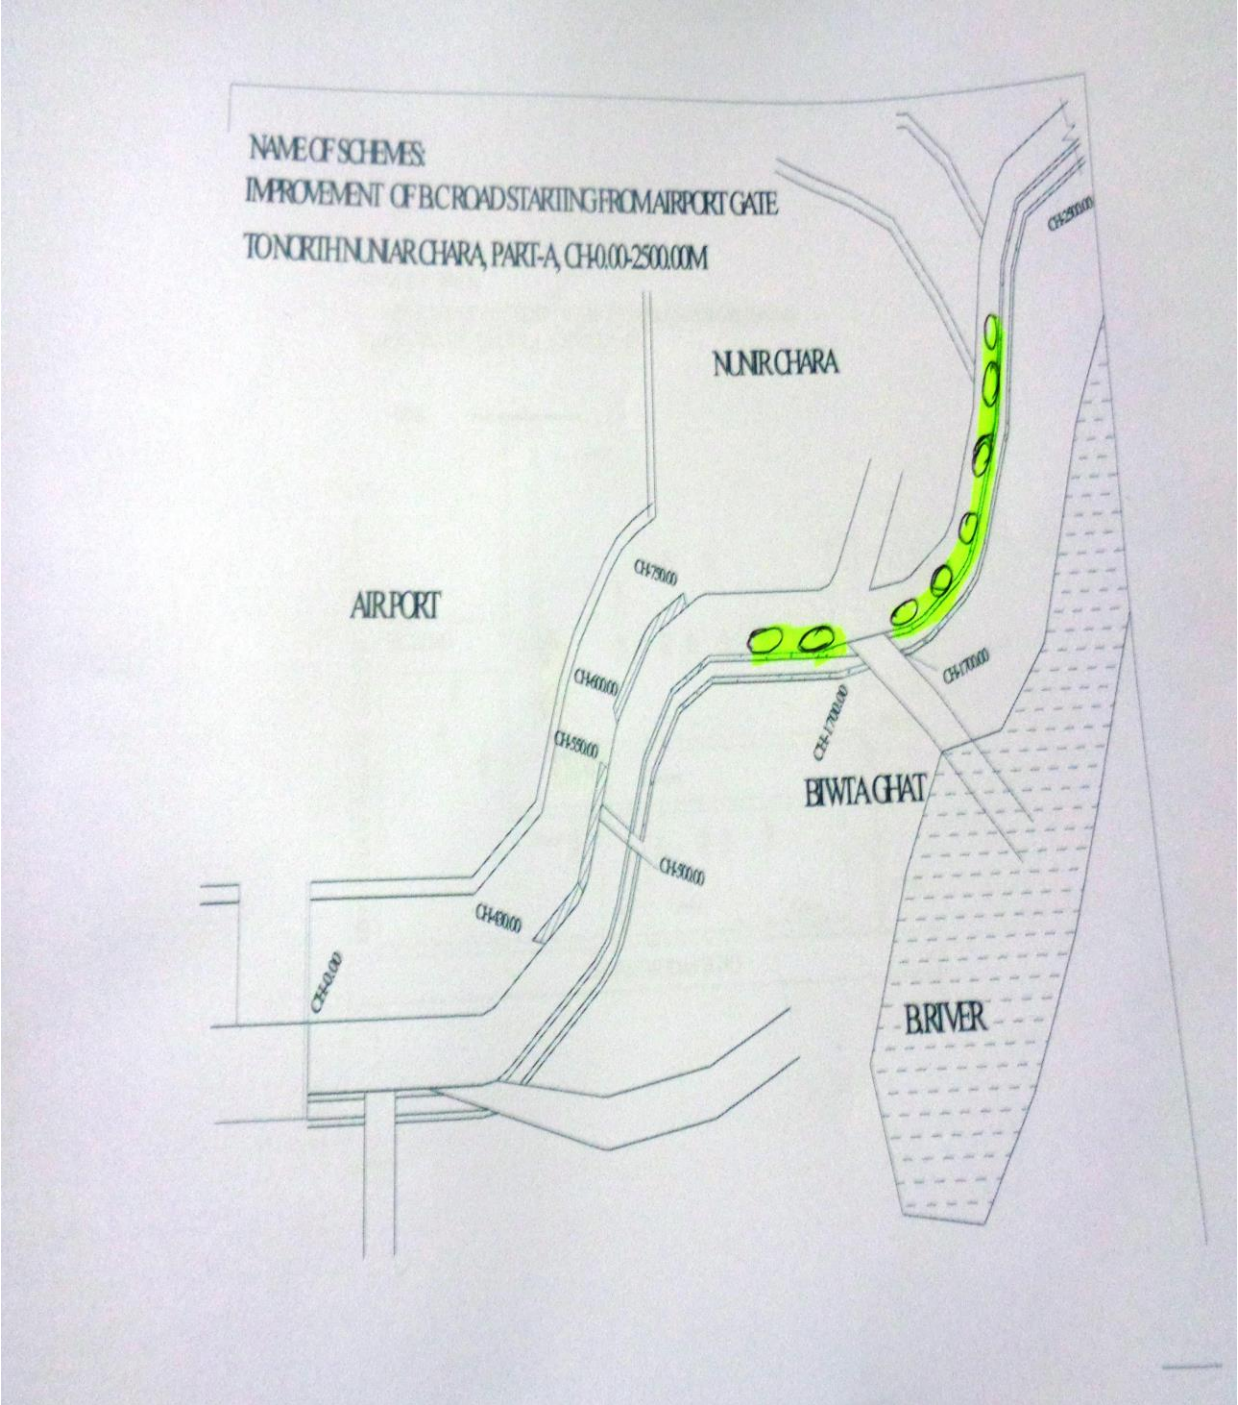 NAME OF SCHEMES:
IMPROVEMENT OF B.C ROAD STARTING FROM AIRPORT GATE
TO NORTH NUNIAR CHARA, PART-A, CH-0.00-2500.00M
CH-2500.00
NUNIR CHARA
CH-750.00
AIR PORT
CH-600.00
CH-1700.00
CH-1700.00
CH-550.00
BIWTA GHAT
CH-500.00
CH-430.00
CH-0.00
B.RIVER